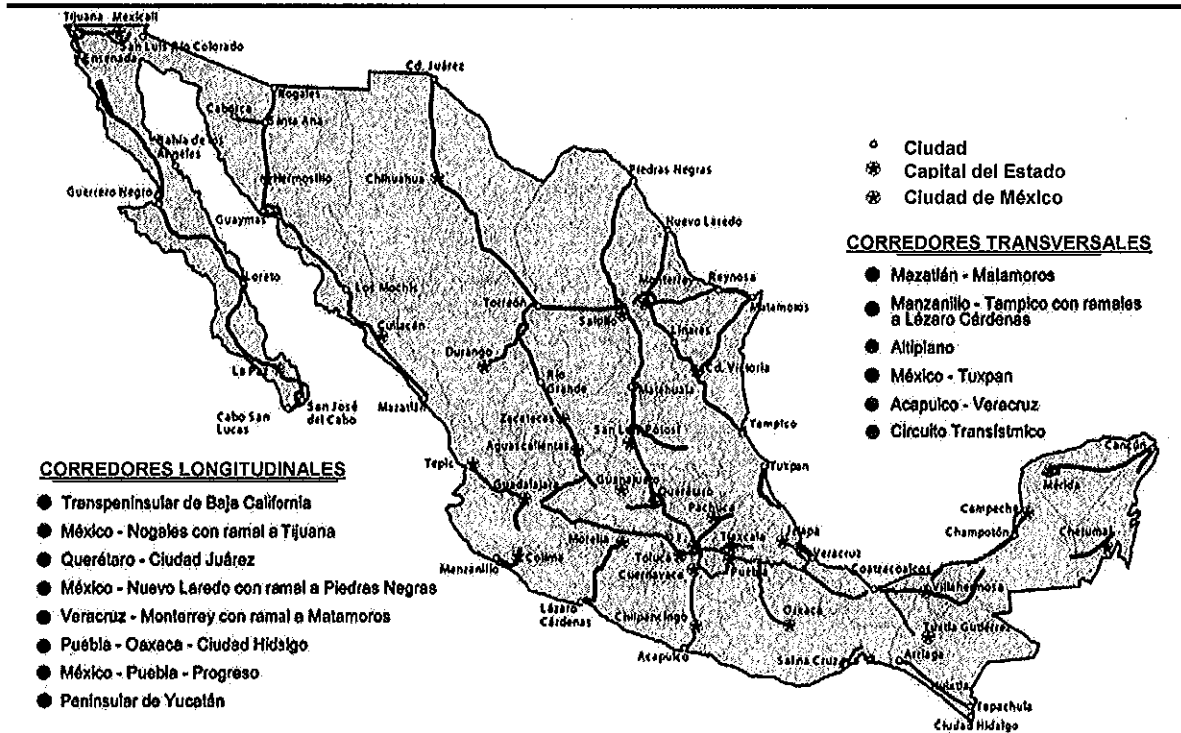 Tijuana Mexicali
San Luis Río Colorado
Ensenada
Cd. Juárez
Nogales
Caborca
Santa Ana
Bahía de los
Ángeles
Hermosillo
Chihuahua
Piedras Negras
Guerrero Negro
Guaymas
Nuevo Laredo
Loreto
Los Mochis
Torreón
Monterrey
Reynosa
Saltillo
Matamoros
Culiacán
Linares
Durango
La Paz
Río
Grande
Cd. Victoria
Matehuala
Cabo San
Lucas
San José
del Cabo
Mazatlán
Zacatecas
San Luis Potosí
Tampico
Aguascalientes
Tepic
Guadalajara
Guanajuato
Querétaro
Tuxpan
Pachuca
Cancún
Mérida
Campeche
Champotón
Chetumal
Manzanillo
Colima
Morelia
Toluca
D.F.
Tlaxcala
Jalapa
Veracruz
Cuernavaca
Puebla
Coatzacoalcos
Villahermosa
Lázaro
Cárdenas
Chilpancingo
Oaxaca
Tuxtla Gutiérrez
Acapulco
Salina Cruz
Arriaga
Huixtla
Tapachula
Ciudad Hidalgo
Ciudad
Capital del Estado
Ciudad de México
CORREDORES TRANSVERSALES
Mazatlán - Matamoros
Manzanillo - Tampico con ramales
a Lézaro Cárdenas
Altiplano
México - Tuxpan
Acapulco - Veracruz
Circuito Transístmico
CORREDORES LONGITUDINALES
Transpeninsular de Baja California
México - Nogales con ramal a Tijuana
Querétaro - Ciudad Juárez
México - Nuevo Laredo con ramal a Piedras Negras
Veracruz - Monterrey con ramal a Matamoros
Puebla - Oaxaca - Ciudad Hidalgo
México - Puebla - Progreso
Peninsular de Yucatán